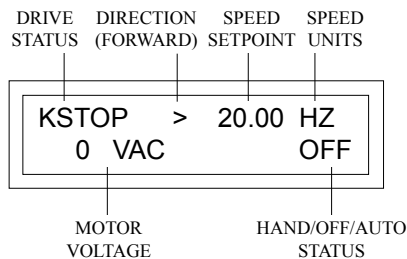 DRIVE STATUS
DIRECTION (FORWARD)
SPEED SETPOINT
SPEED UNITS
KSTOP > 20.00 HZ
0 VAC OFF
MOTOR VOLTAGE
HAND/OFF/AUTO STATUS